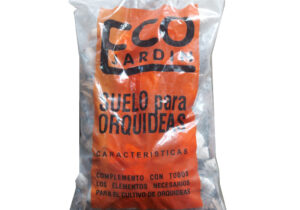 ECO
JARDIN
SUELO para
ORQUIDEAS
CARACTERISTICAS
COMPLEMENTO CON TODOS
LOS ELEMENTOS NECESARIOS
PARA EL CULTIVO DE ORQUIDEAS